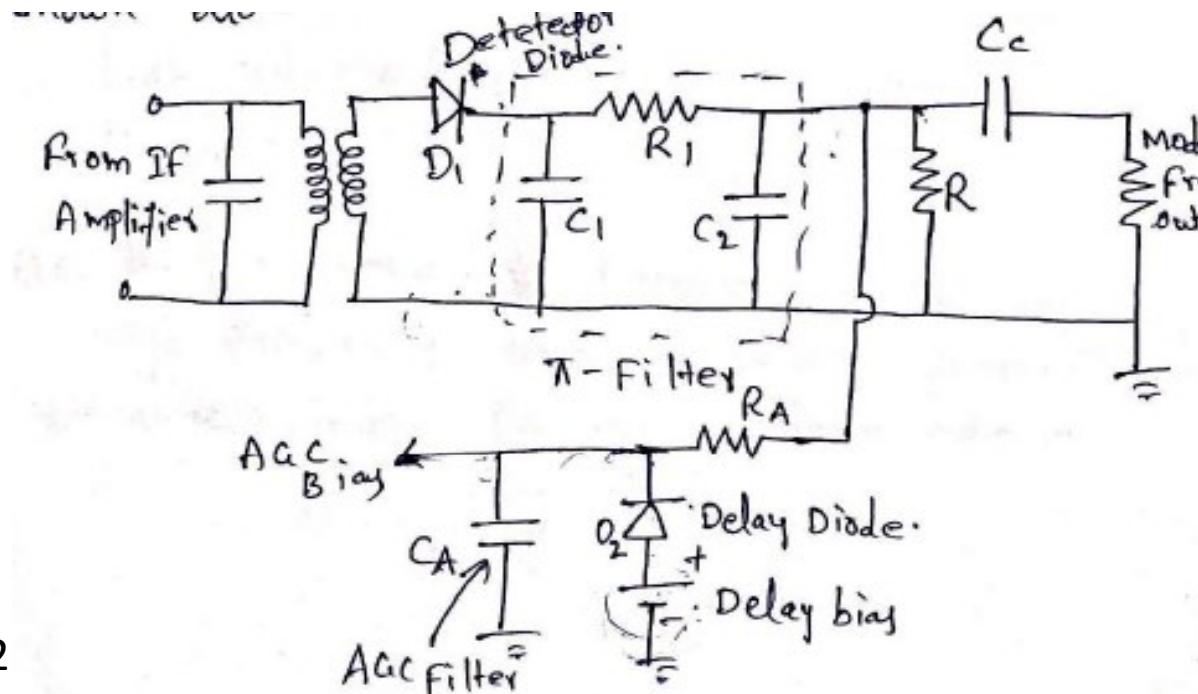 Detetector
Diode.
Cc
From If
Amplifier
D1
R1
C1
C2
R
π-Filter
RA
AGC
Bias
D2
Delay Diode.
CA
+
-
Delay bias
AGC Filter
2